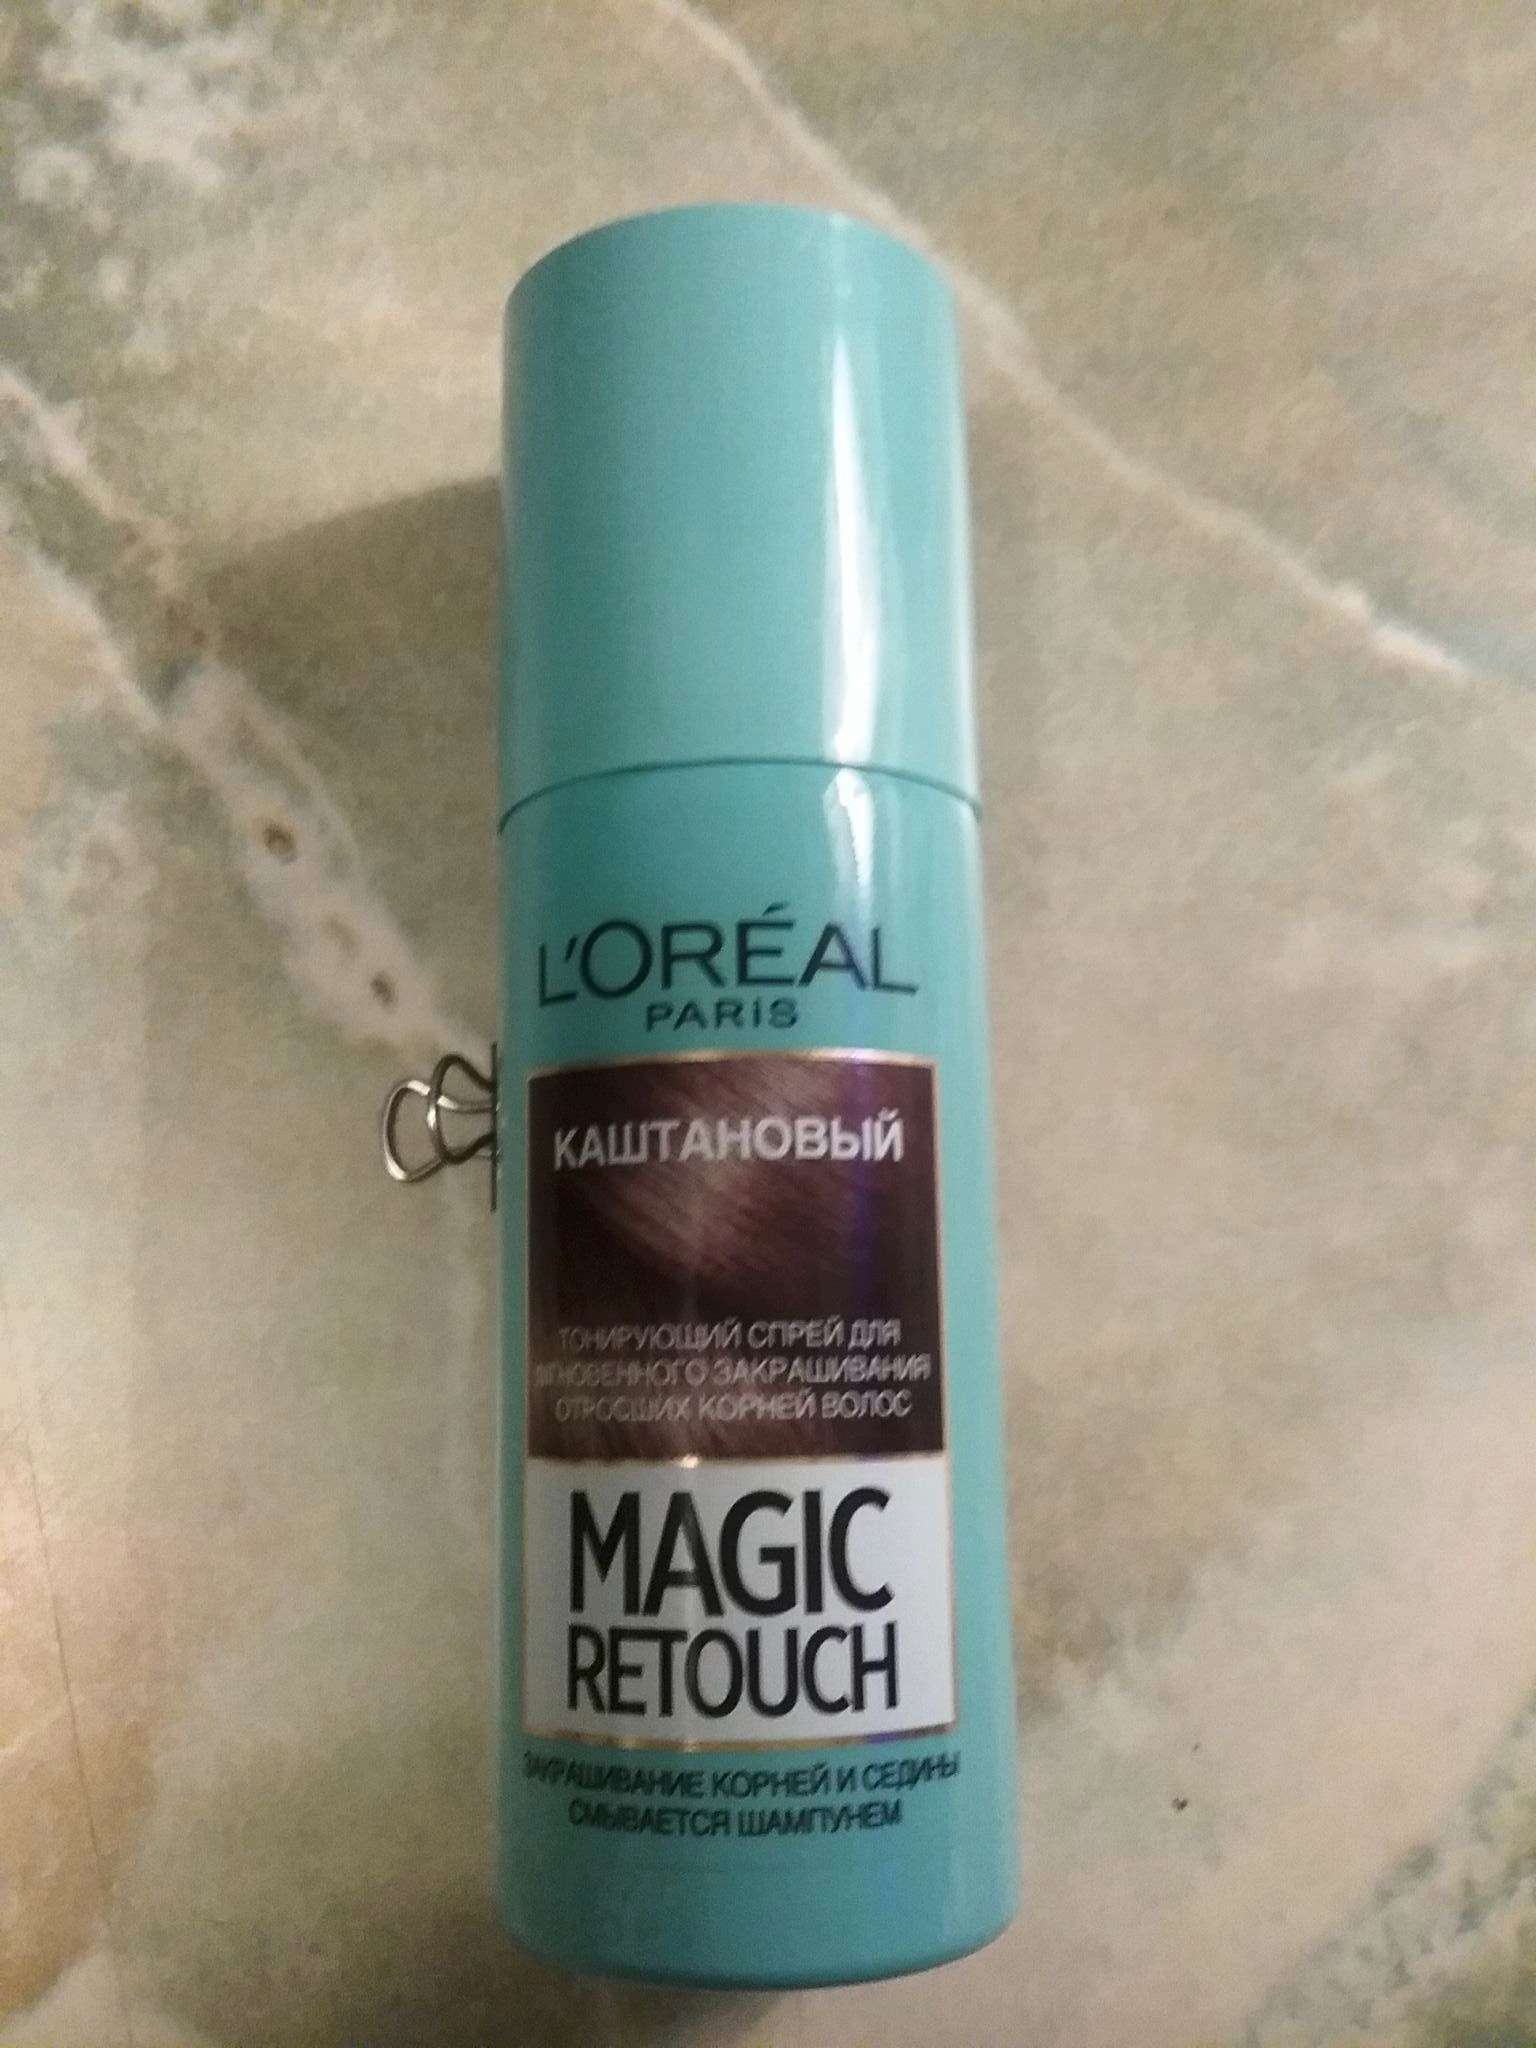 L'ORÉAL
PARIS
КАШТАНОВЫЙ
ТОНИРУЮЩИЙ СПРЕЙ ДЛЯ
МГНОВЕННОГО ЗАКРАШИВАНИЯ
ОТРОСШИХ КОРНЕЙ ВОЛОС
MAGIC
RETOUCH
ЗАКРАШИВАНИЕ КОРНЕЙ И СЕДИНЫ
СМЫВАЕТСЯ ШАМПУНЕМ